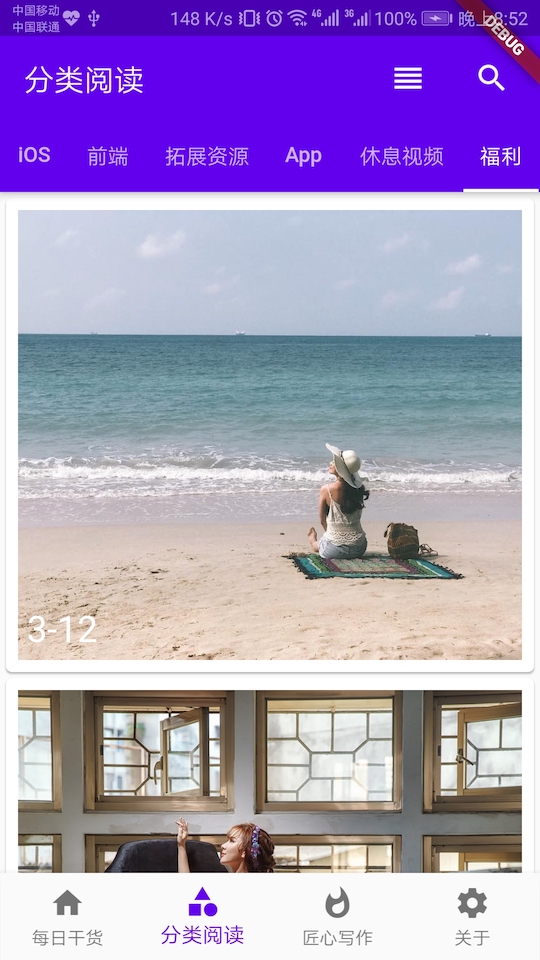 中国移动
中国联通
148 K/s 4G 3G 100% 晚上8:52
DEBUG
分类阅读
iOS 前端 拓展资源 App 休息视频 福利
3-12
每日干货 分类阅读 匠心写作 关于